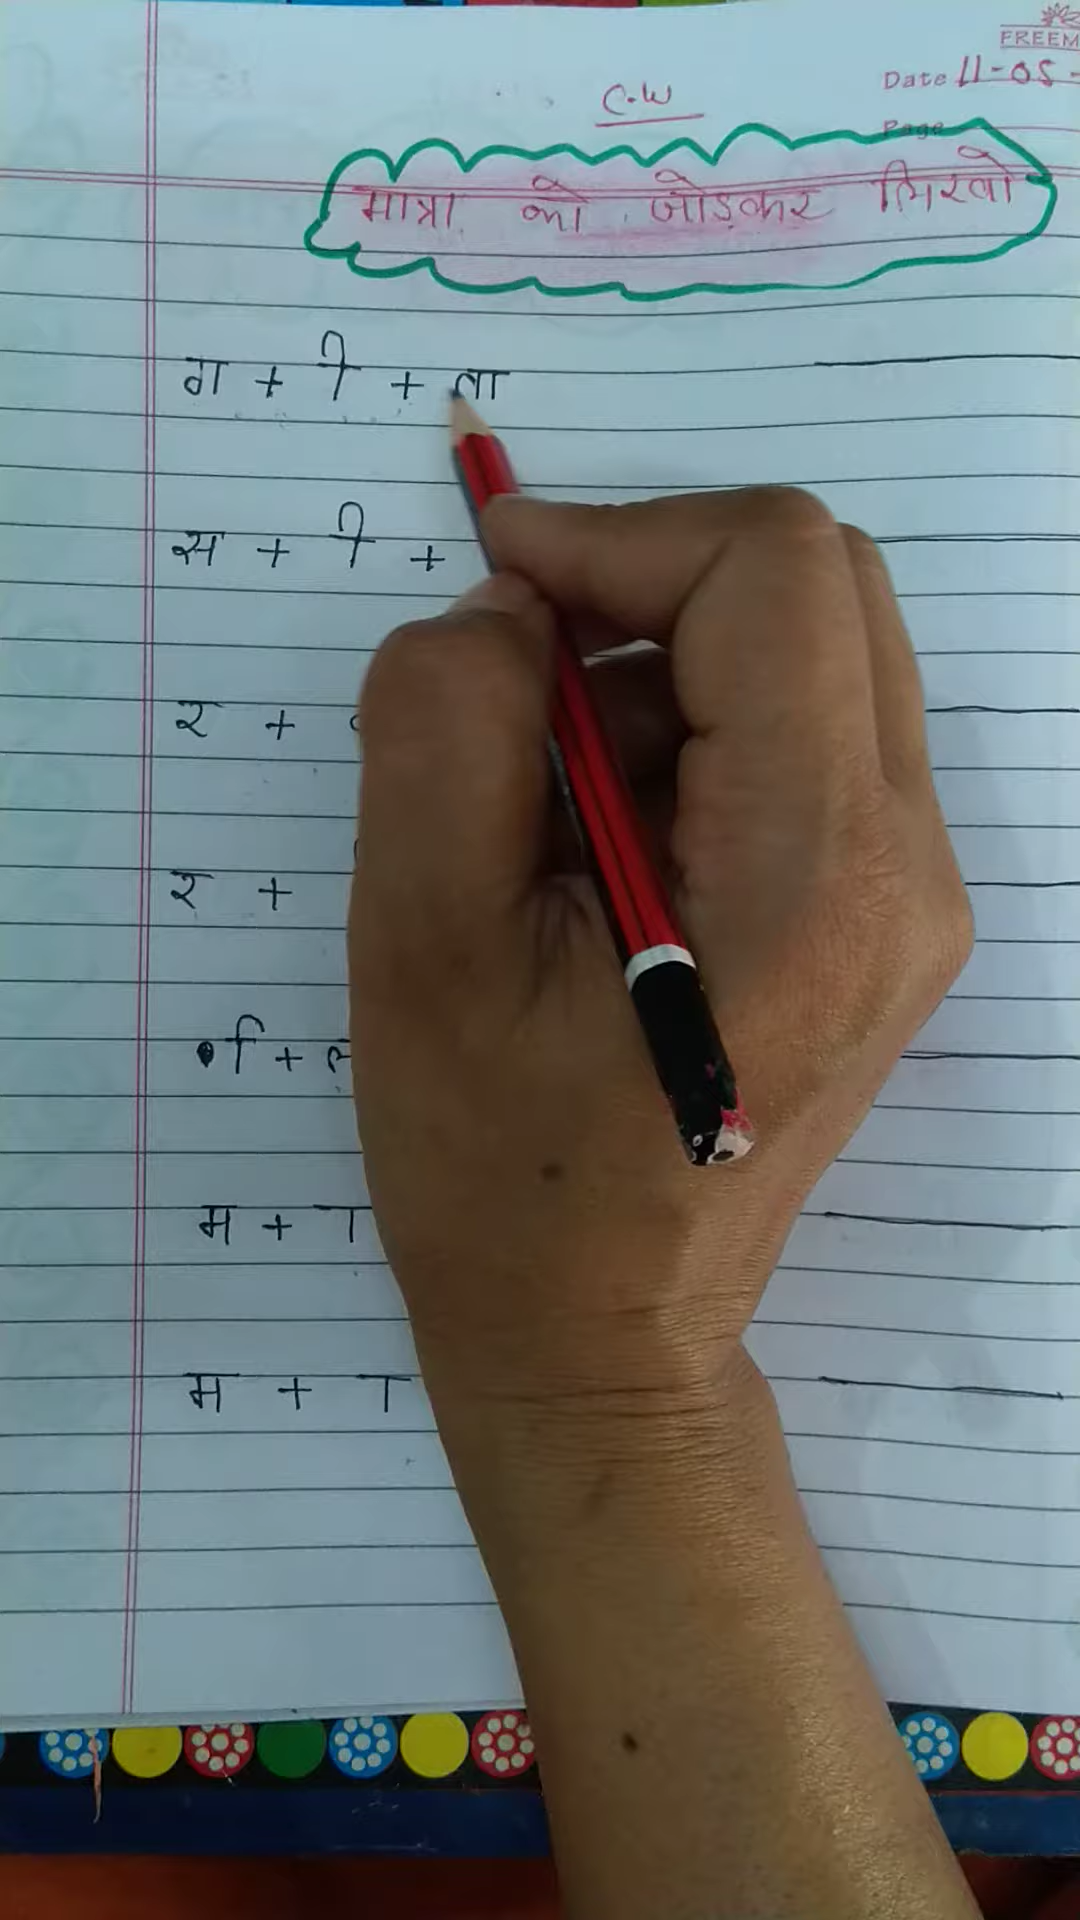 FREEM
C.W
Date 11-05-
Page
मात्रा को जोड़कर लिखो
ग + ी + ता
स + ी +
र +
र +
ि +
म + ा
म + ा